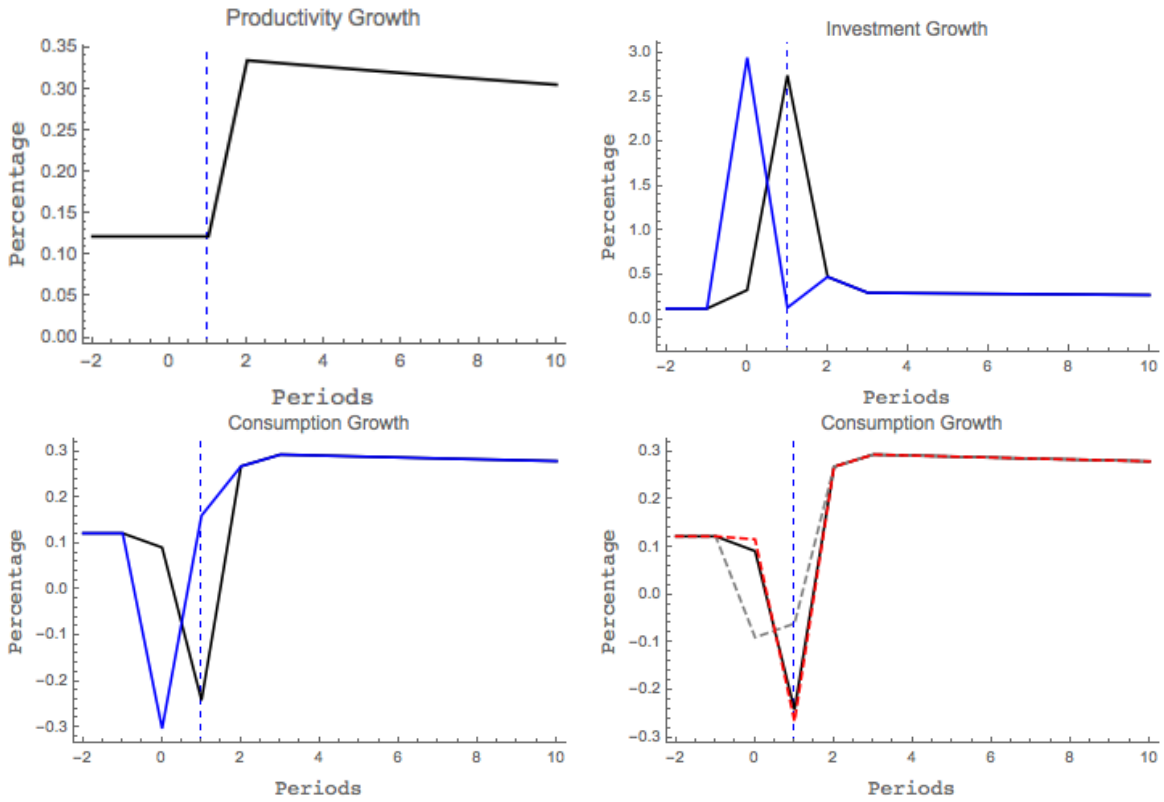 Productivity Growth
Percentage
0.35
0.30
0.25
0.20
0.15
0.10
0.05
0.00
−2 0 2 4 6 8 10
Periods
Investment Growth
Percentage
3.0
2.5
2.0
1.5
1.0
0.5
0.0
−2 0 2 4 6 8 10
Periods
Consumption Growth
Percentage
0.3
0.2
0.1
0.0
−0.1
−0.2
−0.3
−2 0 2 4 6 8 10
Periods
Consumption Growth
Percentage
0.3
0.2
0.1
0.0
−0.1
−0.2
−0.3
−2 0 2 4 6 8 10
Periods